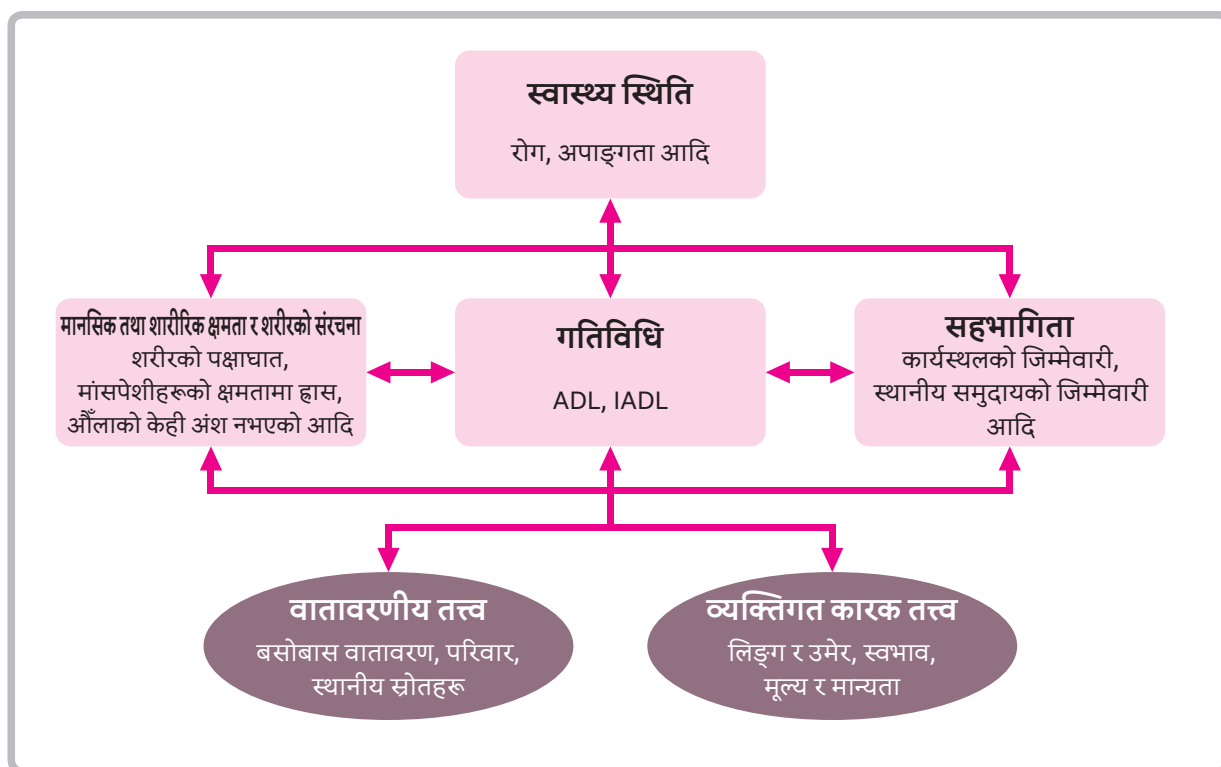 स्वास्थ्य स्थिति
रोग, अपाङ्गता आदि
मानसिक तथा शारीरिक क्षमता र शरीरको संरचना
शरीरको पक्षाघात,
मांसपेशीहरूको क्षमतामा ह्रास,
औँलाको केही अंश नभएको आदि
गतिविधि
ADL, IADL
सहभागिता
कार्यस्थलको जिम्मेवारी,
स्थानीय समुदायको जिम्मेवारी
आदि
वातावरणीय तत्त्व
बसोबास वातावरण, परिवार,
स्थानीय स्रोतहरू
व्यक्तिगत कारक तत्त्व
लिङ्ग र उमेर, स्वभाव,
मूल्य र मान्यता